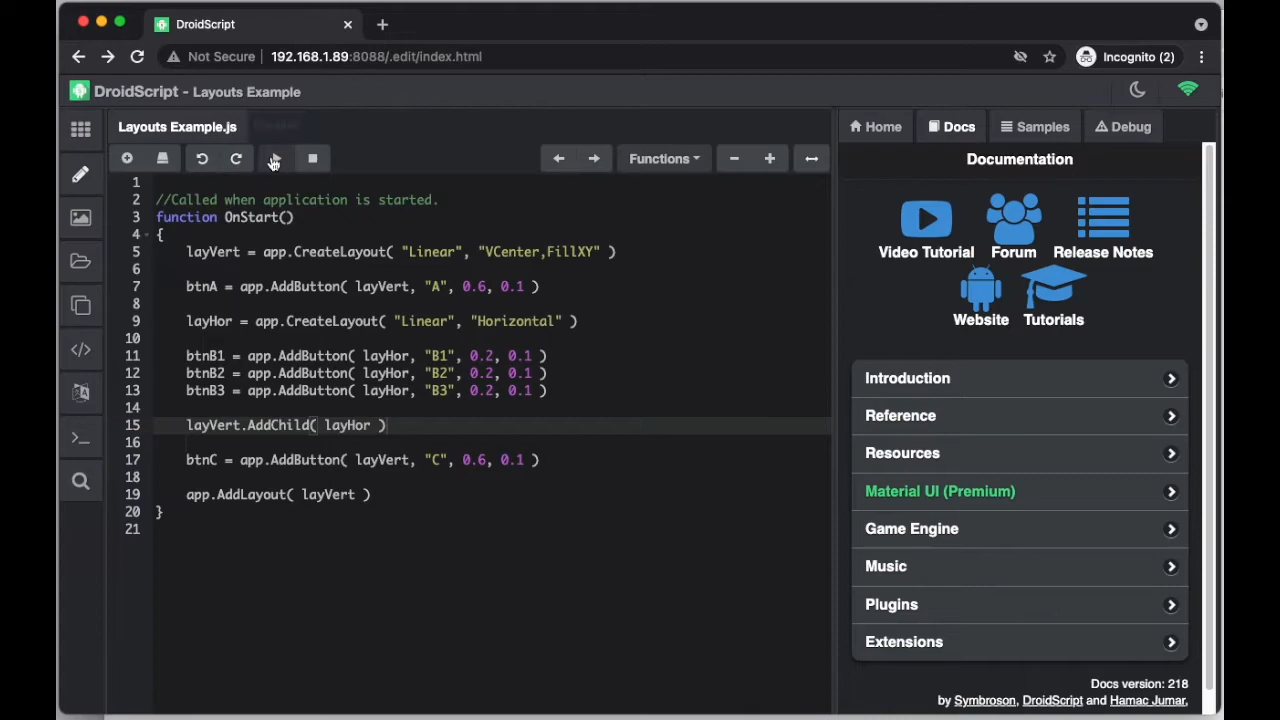 DroidScript
Not Secure
192.168.1.89:8088/.edit/index.html
Incognito (2)
DroidScript - Layouts Example
Layouts Example.js
Home
Docs
Samples
Debug
Functions
1
2 //Called when application is started.
3 function OnStart()
4 {
5 layVert = app.CreateLayout( "Linear", "VCenter,FillXY" )
6
7 btnA = app.AddButton( layVert, "A", 0.6, 0.1 )
8
9 layHor = app.CreateLayout( "Linear", "Horizontal" )
10
11 btnB1 = app.AddButton( layHor, "B1", 0.2, 0.1 )
12 btnB2 = app.AddButton( layHor, "B2", 0.2, 0.1 )
13 btnB3 = app.AddButton( layHor, "B3", 0.2, 0.1 )
14
15 layVert.AddChild( layHor )
16
17 btnC = app.AddButton( layVert, "C", 0.6, 0.1 )
18
19 app.AddLayout( layVert )
20 }
21
Documentation
Video Tutorial
Forum
Release Notes
Website
Tutorials
Introduction
Reference
Resources
Material UI (Premium)
Game Engine
Music
Plugins
Extensions
Docs version: 218
by Symbroson, DroidScript and Hamac Jumar,